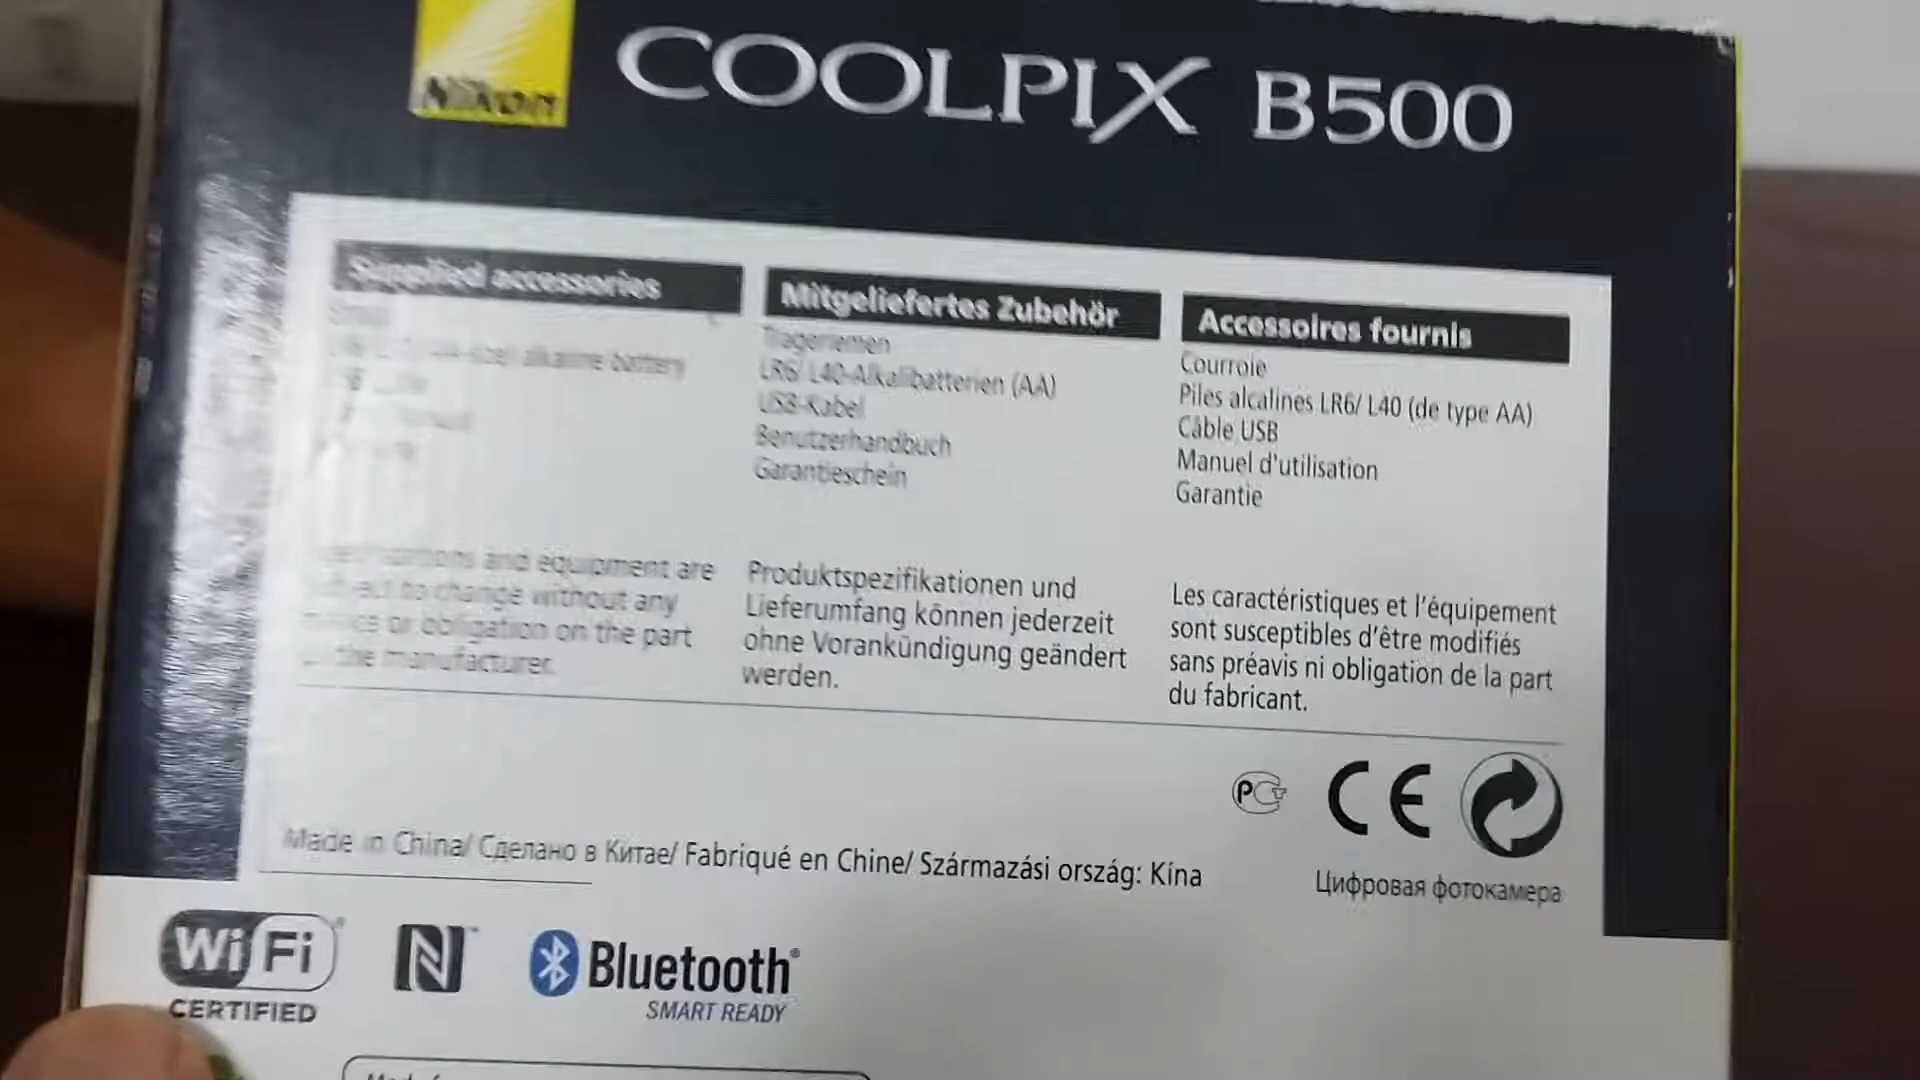 Nikon
COOLPIX B500
Supplied accessories
alkaline battery
Mitgeliefertes Zubehör
Trageriemen
LR6/ L40-Alkalibatterien (AA)
USB-Kabel
Benutzerhandbuch
Garantieschein
Accessoires fournis
Courroie
Piles alcalines LR6/ L40 (de type AA)
Câble USB
Manuel d'utilisation
Garantie
and equipment are
to change without any
or obligation on the part
the manufacturer.
Produktspezifikationen und
Lieferumfang können jederzeit
ohne Vorankündigung geändert
werden.
Les caractéristiques et l'équipement
sont susceptibles d'être modifiés
sans préavis ni obligation de la part
du fabricant.
PCT
CE
Made in China/ Сделано в Китае/ Fabriqué en Chine/ Származási ország: Kína
Цифровая фотокамера
Wi Fi
CERTIFIED
N
Bluetooth®
SMART READY